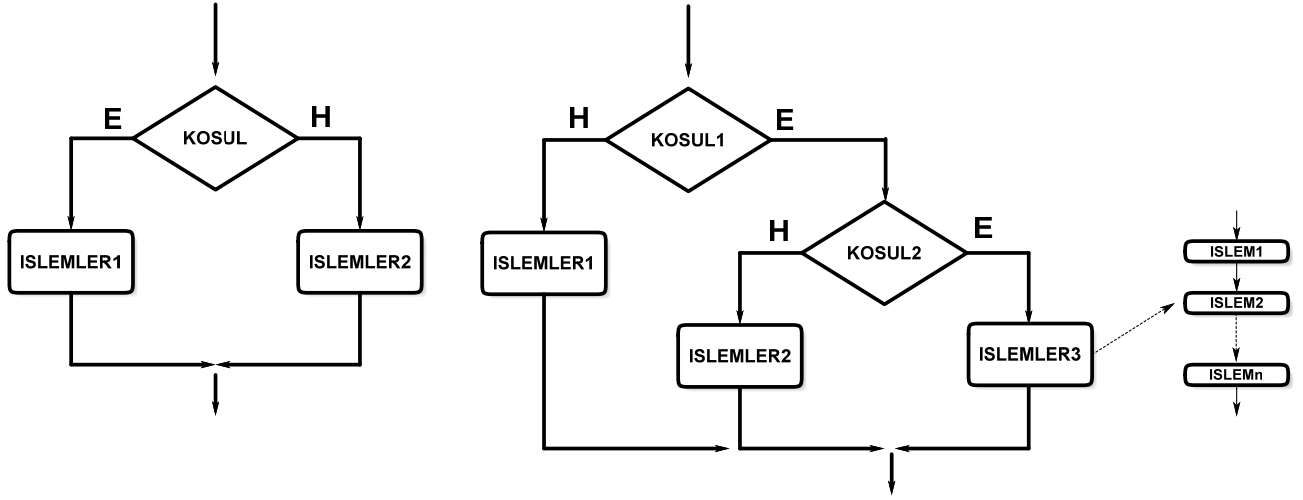 E
H
KOSUL
ISLEMLER1
ISLEMLER2
H
E
KOSUL1
H
E
KOSUL2
ISLEMLER1
ISLEMLER2
ISLEMLER3
ISLEM1
ISLEM2
ISLEMn